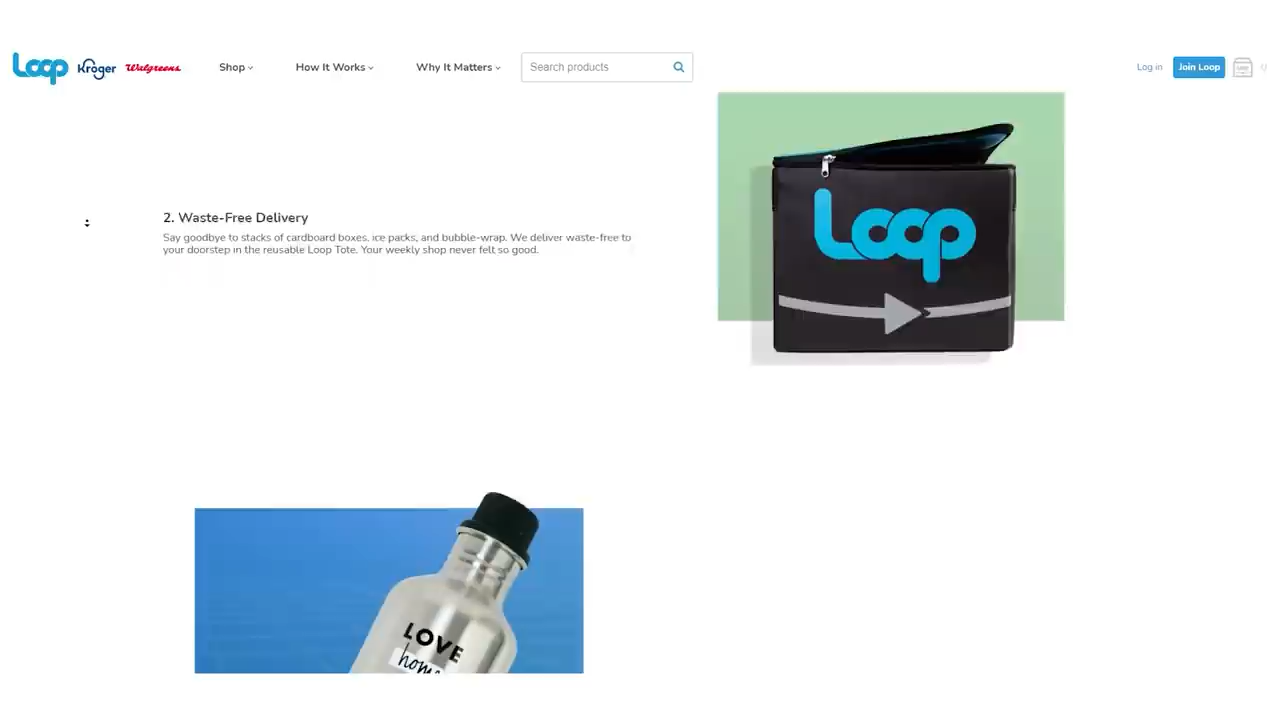 Loop Kroger Walgreens Shop How It Works Why It Matters Search products Log in Join Loop
2. Waste-Free Delivery
Say goodbye to stacks of cardboard boxes, ice packs, and bubble-wrap. We deliver waste-free to
your doorstep in the reusable Loop Tote. Your weekly shop never felt so good.
Loop
LOVE